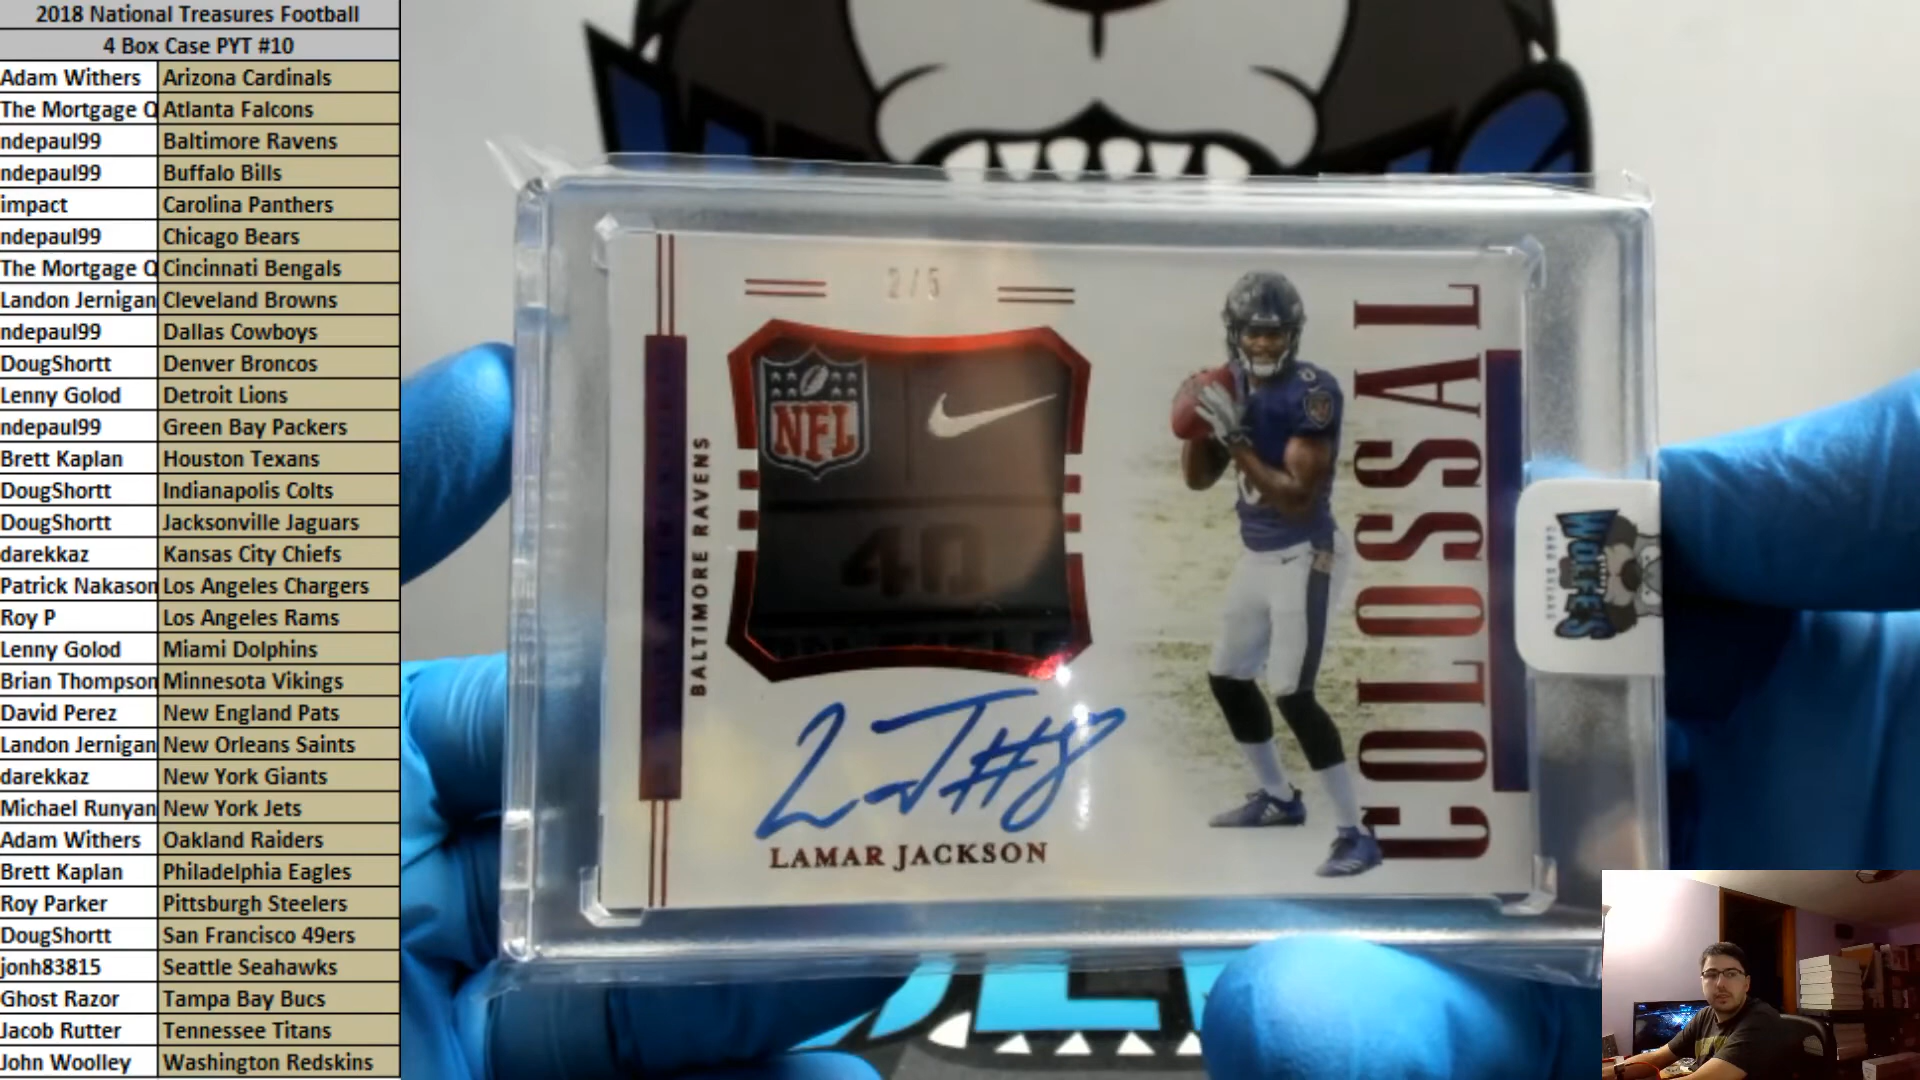 2018 National Treasures Football
4 Box Case PYT #10
Adam Withers Arizona Cardinals
The Mortgage Q Atlanta Falcons
ndepaul99 Baltimore Ravens
ndepaul99 Buffalo Bills
impact Carolina Panthers
ndepaul99 Chicago Bears
The Mortgage Q Cincinnati Bengals
Landon Jernigan Cleveland Browns
ndepaul99 Dallas Cowboys
DougShortt Denver Broncos
Lenny Golod Detroit Lions
ndepaul99 Green Bay Packers
Brett Kaplan Houston Texans
DougShortt Indianapolis Colts
DougShortt Jacksonville Jaguars
darekkaz Kansas City Chiefs
Patrick Nakason Los Angeles Chargers
Roy P Los Angeles Rams
Lenny Golod Miami Dolphins
Brian Thompson Minnesota Vikings
David Perez New England Pats
Landon Jernigan New Orleans Saints
darekkaz New York Giants
Michael Runyan New York Jets
Adam Withers Oakland Raiders
Brett Kaplan Philadelphia Eagles
Roy Parker Pittsburgh Steelers
DougShortt San Francisco 49ers
jonh83815 Seattle Seahawks
Ghost Razor Tampa Bay Bucs
Jacob Rutter Tennessee Titans
John Woolley Washington Redskins
2/5
NFL
40
BALTIMORE RAVENS
COLOSSAL
#8
LAMAR JACKSON
WOLFES